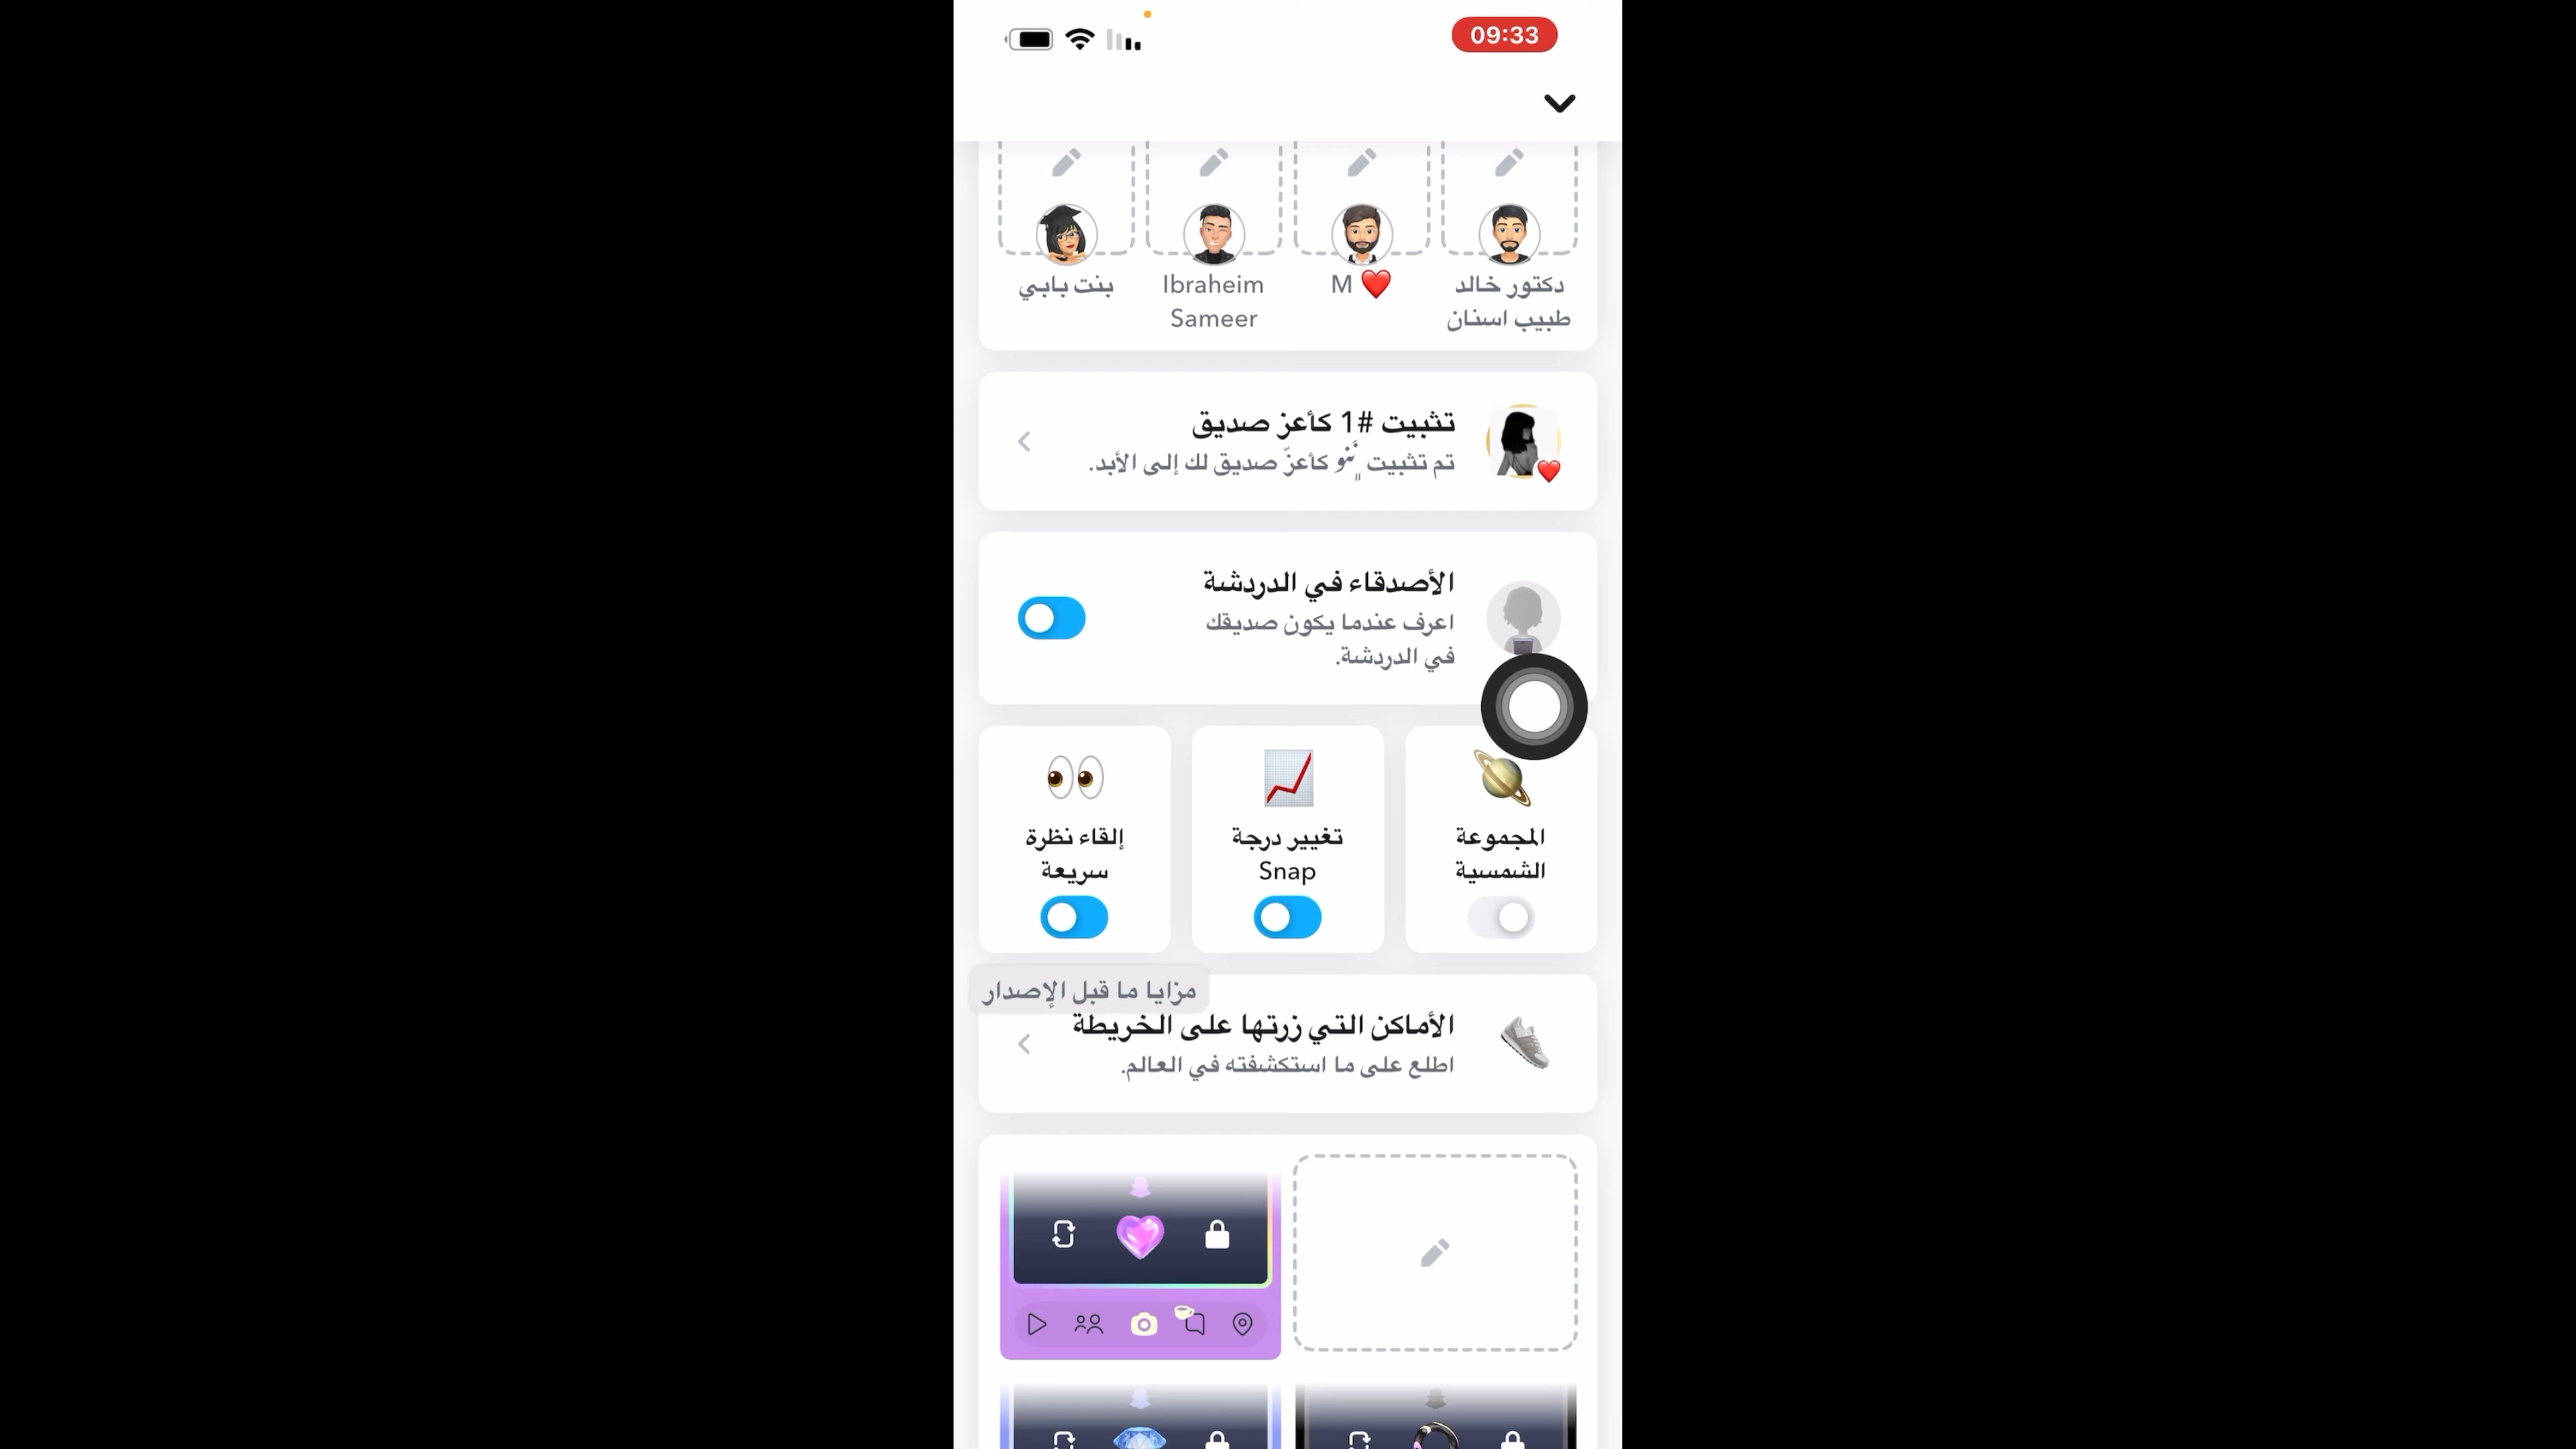 09:33
دكتور خالد
طبيب اسنان
M ❤️
Ibraheim
Sameer
بنت بابي
تثبيت #1 كأعز صديق
تم تثبيت كأعزّ صديق لك إلى الأبد.
الأصدقاء في الدردشة
اعرف عندما يكون صديقك
في الدردشة.
المجموعة
الشمسية
تغيير درجة
Snap
إلقاء نظرة
سريعة
مزايا ما قبل الإصدار
الأماكن التي زرتها على الخريطة
اطلع على ما استكشفته في العالم.